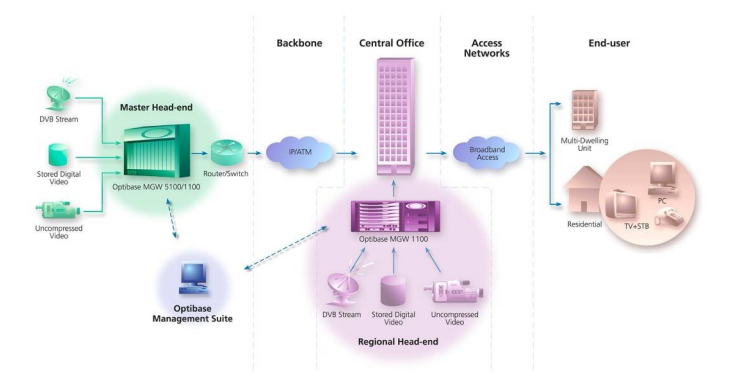 Backbone
Central Office
Access
Networks
End-user
Master Head-end
DVB Stream
Stored Digital
Video
Uncompressed
Video
Optibase MGW 5100/1100
Router/Switch
IP/ATM
Broadband
Access
Multi-Dwelling
Unit
Residential
PC
TV+STB
Optibase MGW 1100
Optibase
Management Suite
DVB Stream
Stored Digital
Video
Uncompressed
Video
Regional Head-end